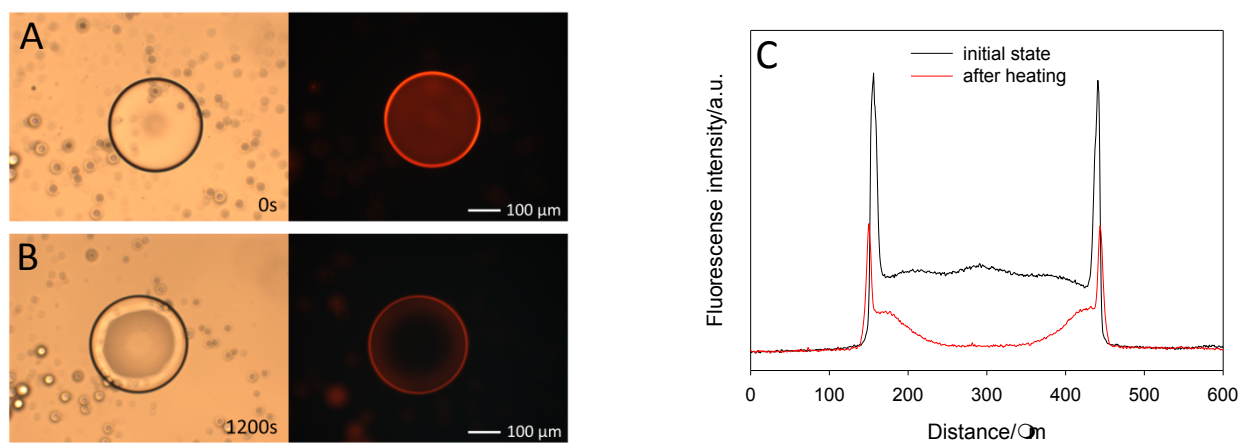 A
0s
100 µm
B
1200s
100 µm
C
initial state
after heating
Fluorescense intensity/a.u.
0 100 200 300 400 500 600
Distance/